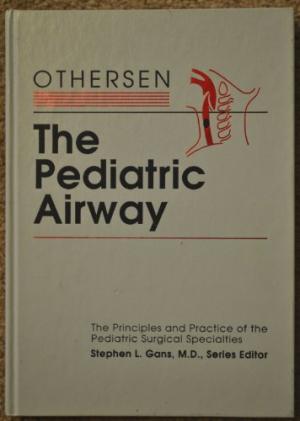 OTHERSEN
The
Pediatric
Airway
The Principles and Practice of the
Pediatric Surgical Specialties
Stephen L. Gans, M.D., Series Editor